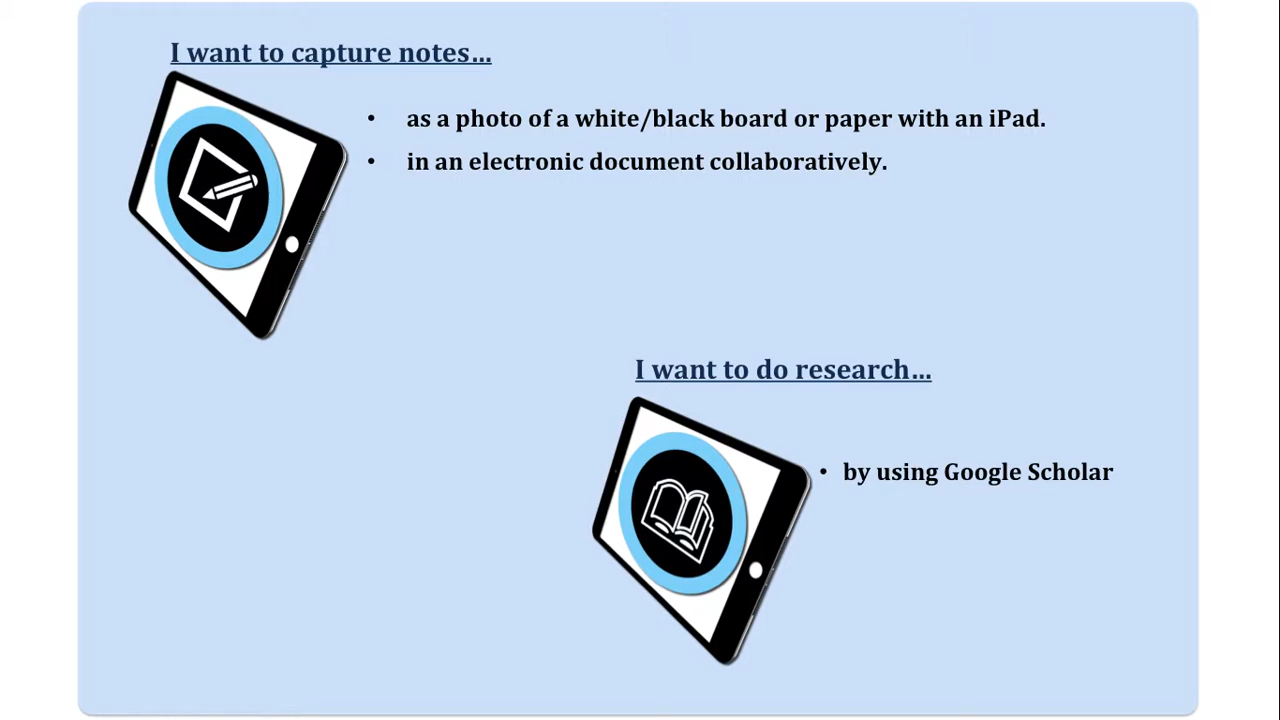 I want to capture notes…
• as a photo of a white/black board or paper with an iPad.
• in an electronic document collaboratively.
I want to do research…
• by using Google Scholar